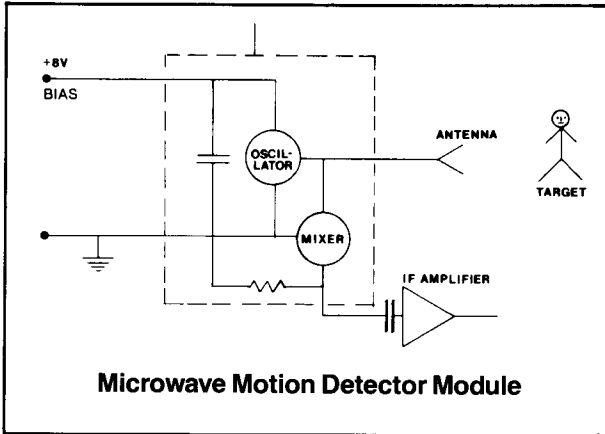 +8V
BIAS
OSCIL-
LATOR
ANTENNA
TARGET
MIXER
IF AMPLIFIER
Microwave Motion Detector Module